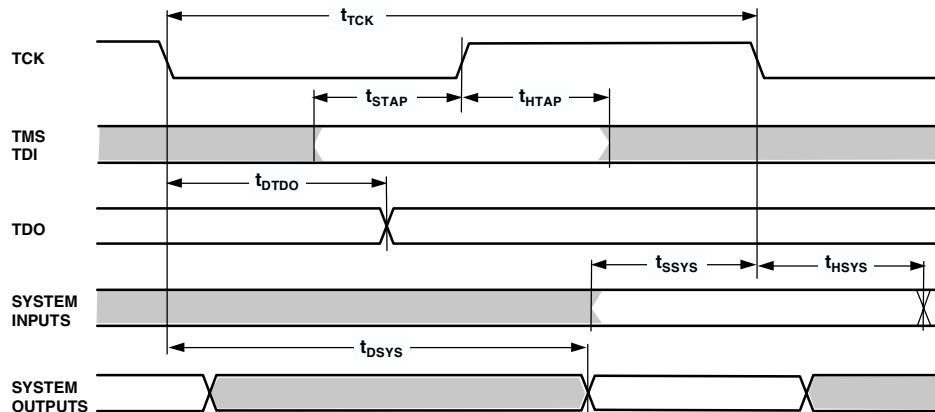 tTCK
TCK
tSTAP
tHTAP
TMS
TDI
tDTDO
TDO
tSSYS
tHSYS
SYSTEM
INPUTS
tDSYS
SYSTEM
OUTPUTS